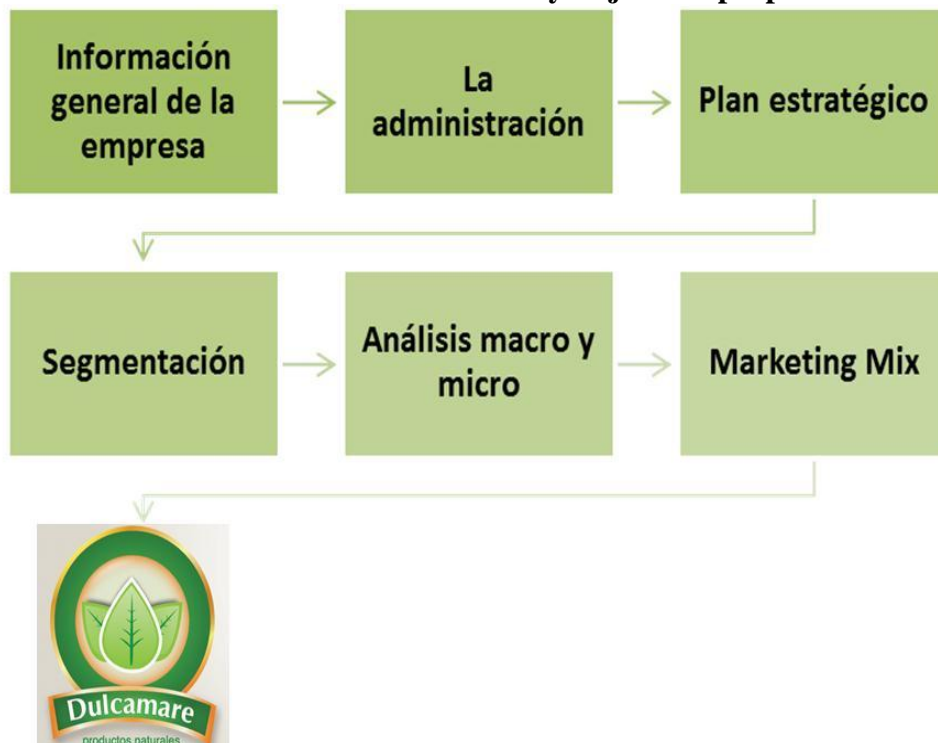 Información
general de la
empresa
La
administración
Plan estratégico
Segmentación
Análisis macro y
micro
Marketing Mix
Dulcamare
productos naturales